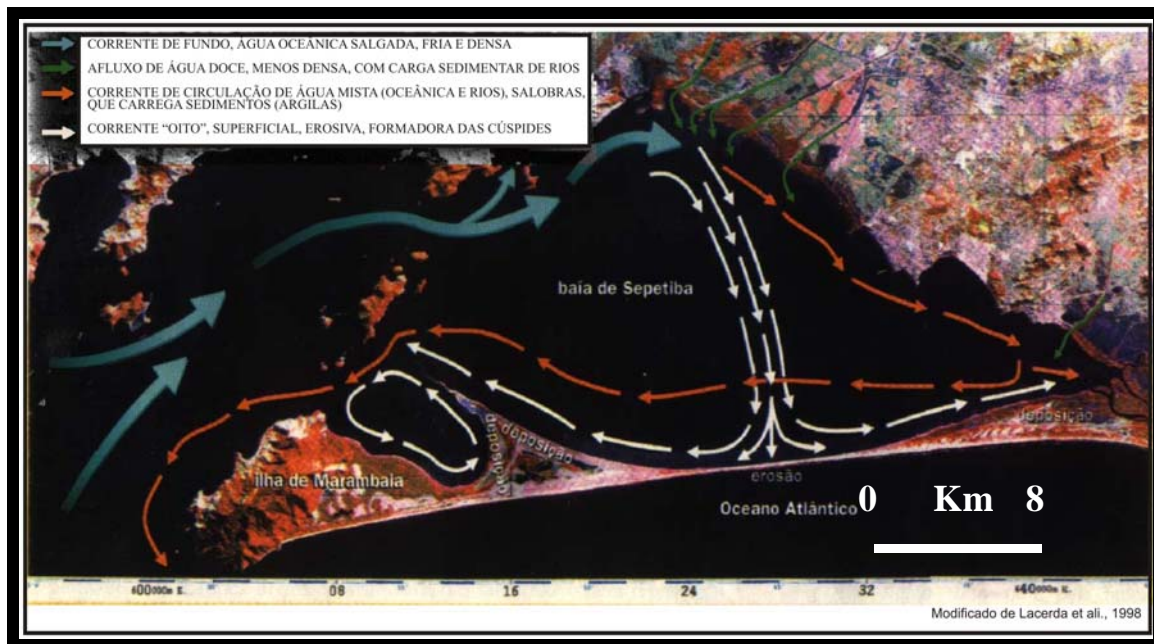 CORRENTE DE FUNDO, ÁGUA OCEÂNICA SALGADA, FRIA E DENSA
AFLUXO DE ÁGUA DOCE, MENOS DENSA, COM CARGA SEDIMENTAR DE RIOS
CORRENTE DE CIRCULAÇÃO DE ÁGUA MISTA (OCEÂNICA E RIOS), SALOBRAS,
QUE CARREGA SEDIMENTOS (ARGILAS)
CORRENTE “OITO”, SUPERFICIAL, EROSIVA, FORMADORA DAS CÚSPIDES
baía de Sepetiba
deposição
deposição
deposição
ilha de Marambaia
erosão
Oceano Atlântico
0 Km 8
600000m E. 08 16 24 32 640000m E.
Modificado de Lacerda et ali., 1998